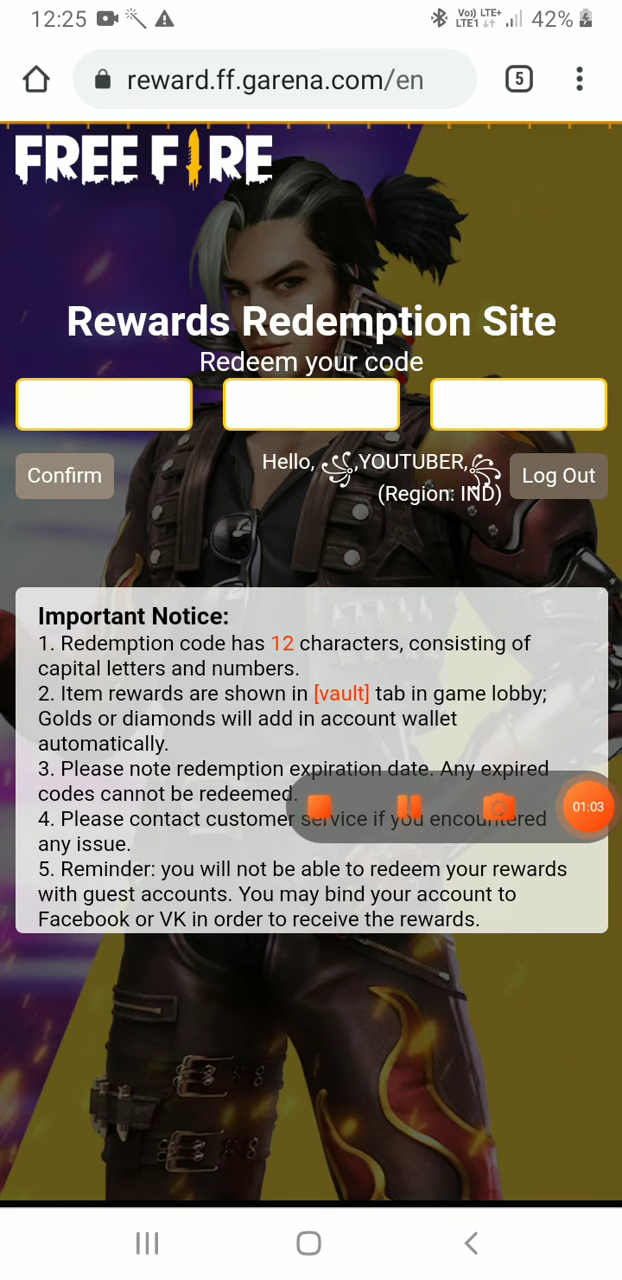 12:25
Vo)) LTE+
LTE1
42%
reward.ff.garena.com/en
5
FREE FIRE
Rewards Redemption Site
Redeem your code
Confirm
Hello, ꧁,YOUTUBER,꧂
(Region: IND)
Log Out
Important Notice:
1. Redemption code has 12 characters, consisting of
capital letters and numbers.
2. Item rewards are shown in [vault] tab in game lobby;
Golds or diamonds will add in account wallet
automatically.
3. Please note redemption expiration date. Any expired
codes cannot be redeemed.
4. Please contact customer service if you encountered
any issue.
01:03
5. Reminder: you will not be able to redeem your rewards
with guest accounts. You may bind your account to
Facebook or VK in order to receive the rewards.